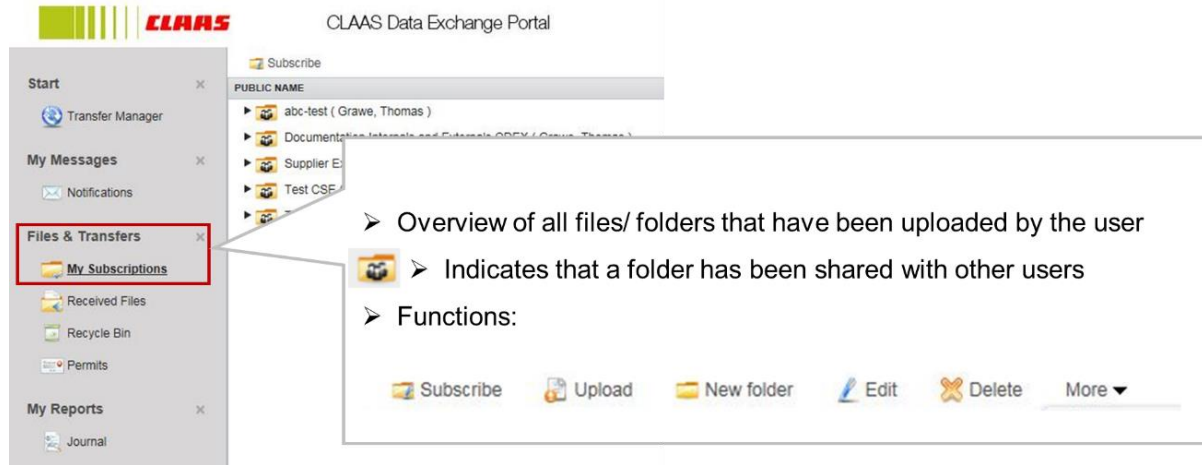 CLAAS
CLAAS Data Exchange Portal
Subscribe
Start
PUBLIC NAME
Transfer Manager
abc-test ( Grawe, Thomas )
My Messages
Supplier
Notifications
Test CSE
Files & Transfers
My Subscriptions
Received Files
Recycle Bin
Permits
My Reports
Journal
➢ Overview of all files/ folders that have been uploaded by the user
➢ Indicates that a folder has been shared with other users
➢ Functions:
Subscribe Upload New folder Edit Delete More